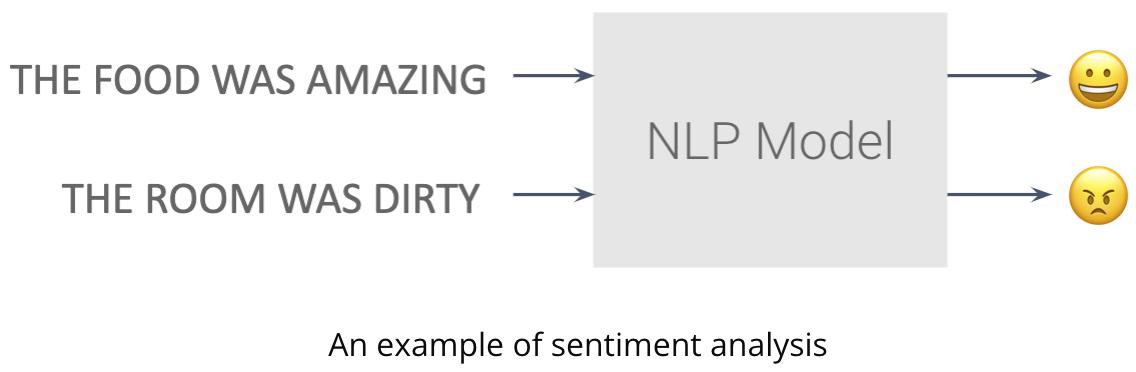 THE FOOD WAS AMAZING
THE ROOM WAS DIRTY
NLP Model
An example of sentiment analysis